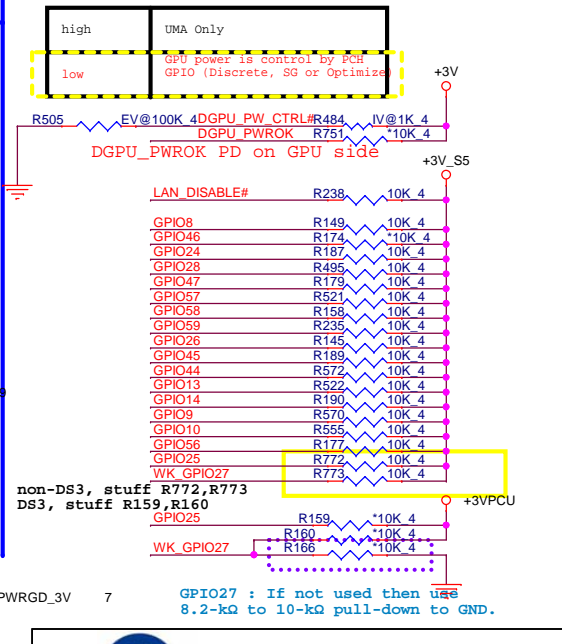 high UMA Only
low GPU power is control by PCH
GPIO (Discrete, SG or Optimize)
+3V
R505 EV@100K_4 DGPU_PW_CTRL# R484 IV@1K_4
DGPU_PWROK R751 *10K_4
DGPU_PWROK PD on GPU side
+3V_S5
LAN_DISABLE# R238 10K_4
GPIO8 R149 10K_4
GPIO46 R174 *10K_4
GPIO24 R187 10K_4
GPIO28 R495 10K_4
GPIO47 R179 10K_4
GPIO57 R521 10K_4
GPIO58 R158 10K_4
GPIO59 R235 10K_4
GPIO26 R145 10K_4
GPIO45 R189 10K_4
GPIO44 R572 10K_4
GPIO13 R522 10K_4
GPIO14 R190 10K_4
GPIO9 R570 10K_4
GPIO10 R555 10K_4
GPIO56 R177 10K_4
GPIO25 R772 10K_4
WK_GPIO27 R773 10K_4
non-DS3, stuff R772,R773
DS3, stuff R159,R160
+3VPCU
GPIO25 R159 *10K_4
R160 *10K_4
WK_GPIO27 R166 *10K_4
PWRGD_3V 7
GPIO27 : If not used then use
8.2-kΩ to 10-kΩ pull-down to GND.